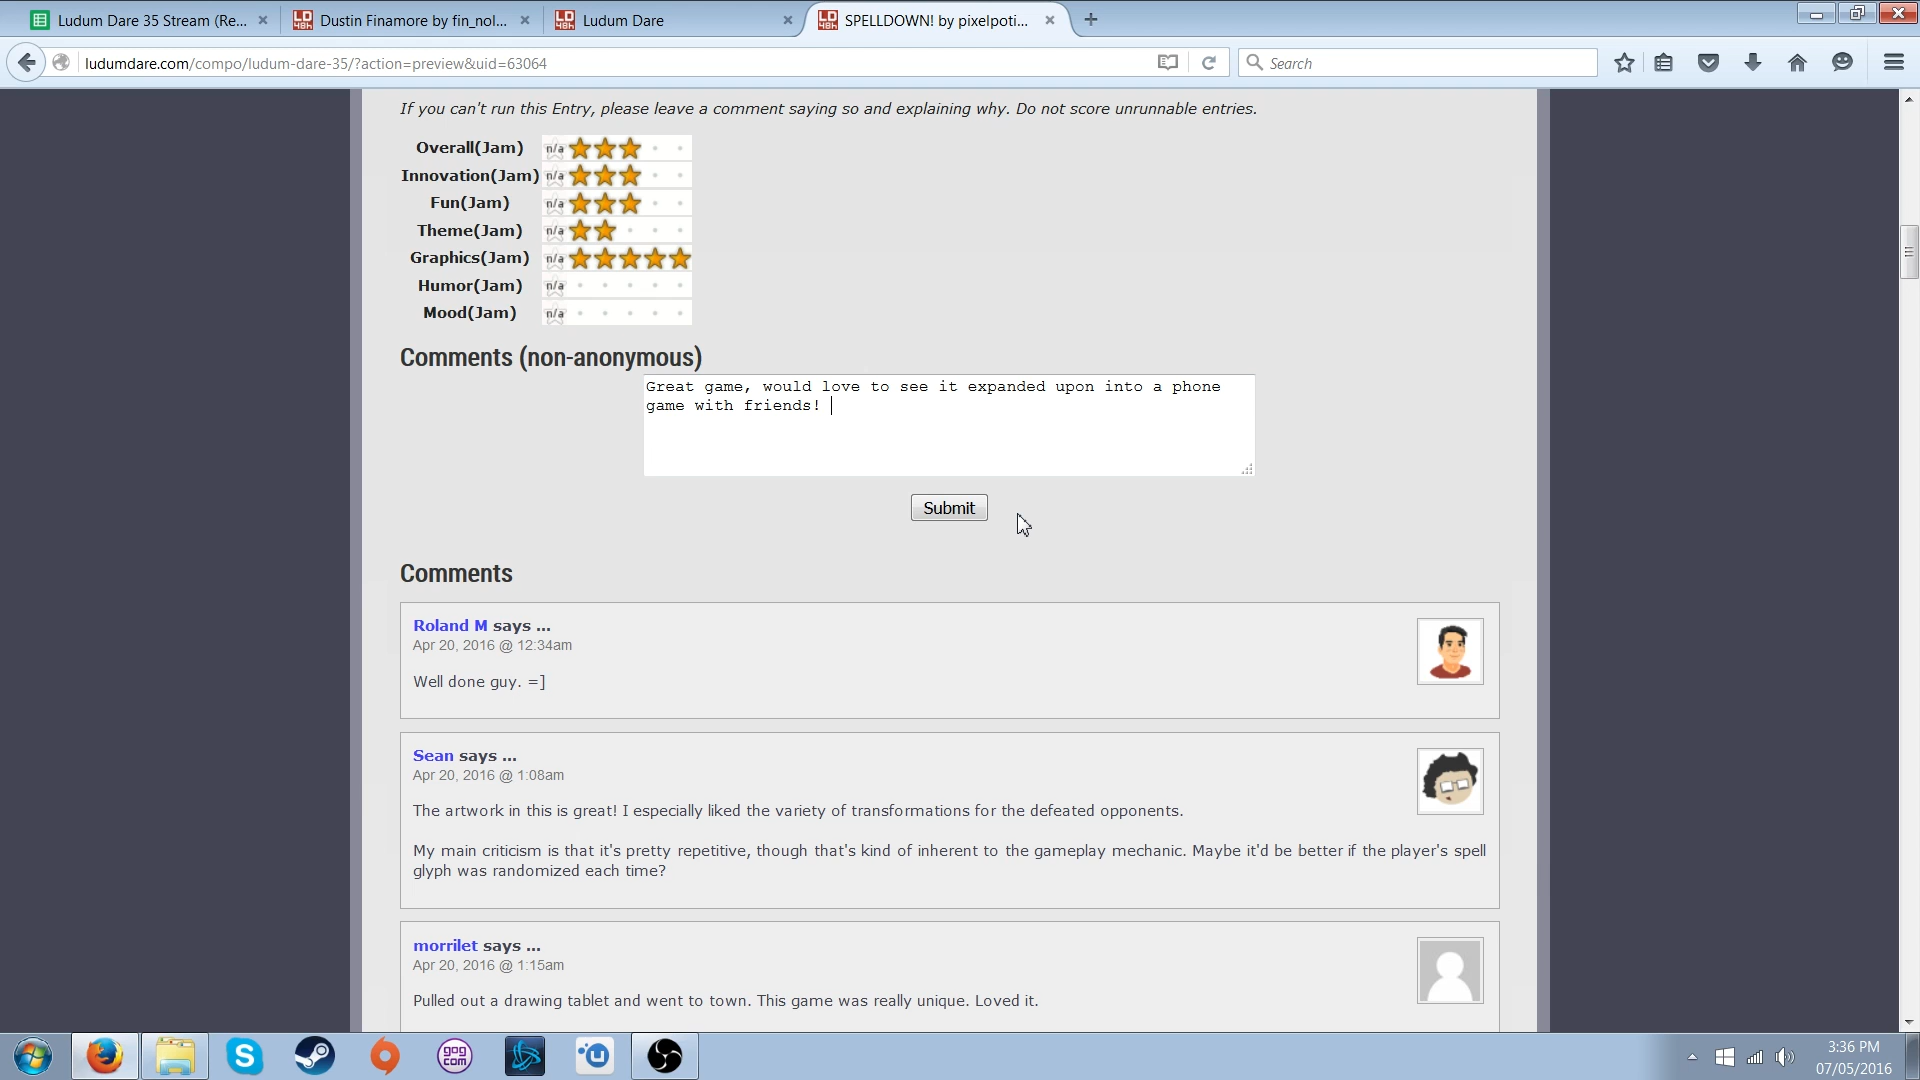 Ludum Dare 35 Stream (Re...
Dustin Finamore by fin_nol...
Ludum Dare
SPELLDOWN! by pixelpoti...
ludumdare.com/compo/ludum-dare-35/?action=preview&uid=63064
Search
If you can't run this Entry, please leave a comment saying so and explaining why. Do not score unrunnable entries.
Overall(Jam) n/a
Innovation(Jam) n/a
Fun(Jam) n/a
Theme(Jam) n/a
Graphics(Jam) n/a
Humor(Jam) n/a
Mood(Jam) n/a
Comments (non-anonymous)
Great game, would love to see it expanded upon into a phone
game with friends!
Submit
Comments
Roland M says ...
Apr 20, 2016 @ 12:34am
Well done guy. =]
Sean says ...
Apr 20, 2016 @ 1:08am
The artwork in this is great! I especially liked the variety of transformations for the defeated opponents.
My main criticism is that it's pretty repetitive, though that's kind of inherent to the gameplay mechanic. Maybe it'd be better if the player's spell
glyph was randomized each time?
morrilet says ...
Apr 20, 2016 @ 1:15am
Pulled out a drawing tablet and went to town. This game was really unique. Loved it.
gog
com
3:36 PM
07/05/2016